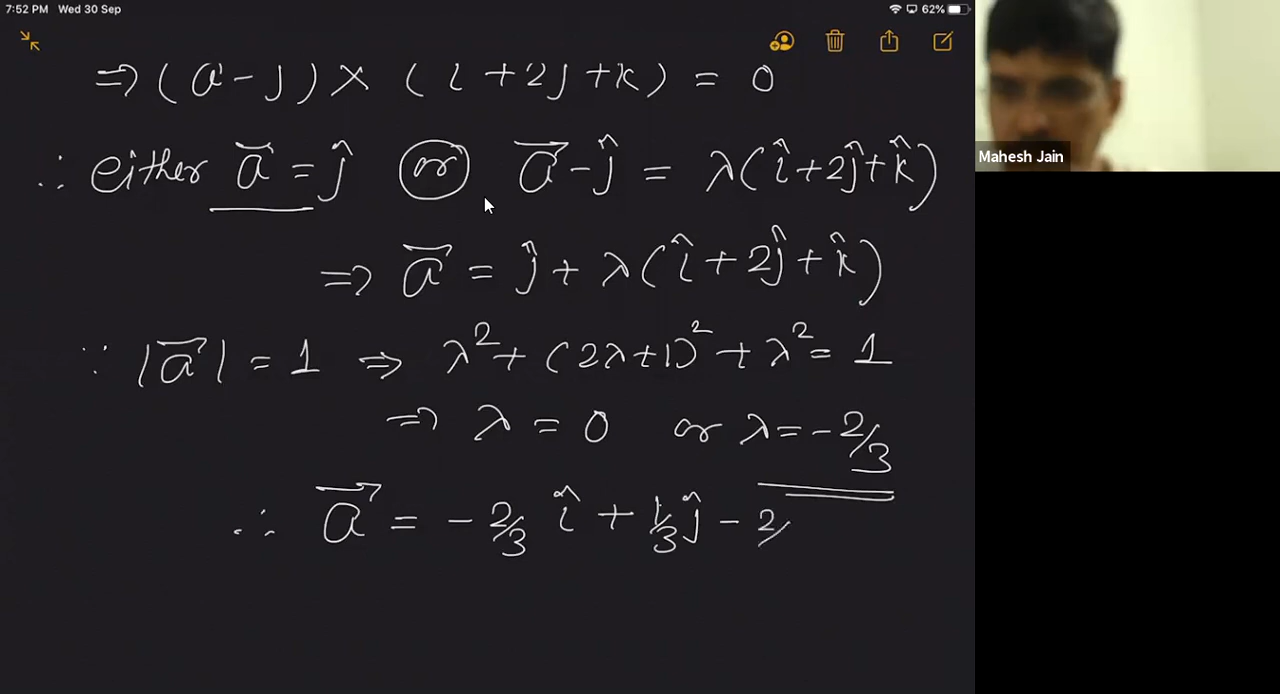 7:52 PM Wed 30 Sep
62%
⇒ (a⃗ - ĵ) × (î + 2ĵ + k̂) = 0
∴ either a⃗ = ĵ or a⃗ - ĵ = λ(î + 2ĵ + k̂)
⇒ a⃗ = ĵ + λ(î + 2ĵ + k̂)
∵ |a⃗| = 1 ⇒ λ² + (2λ+1)² + λ² = 1
⇒ λ = 0 or λ = -2/3
∴ a⃗ = -2/3 î + 1/3 ĵ - 2/
Mahesh Jain